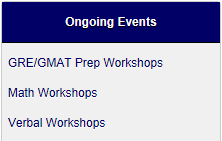 Ongoing Events
GRE/GMAT Prep Workshops
Math Workshops
Verbal Workshops